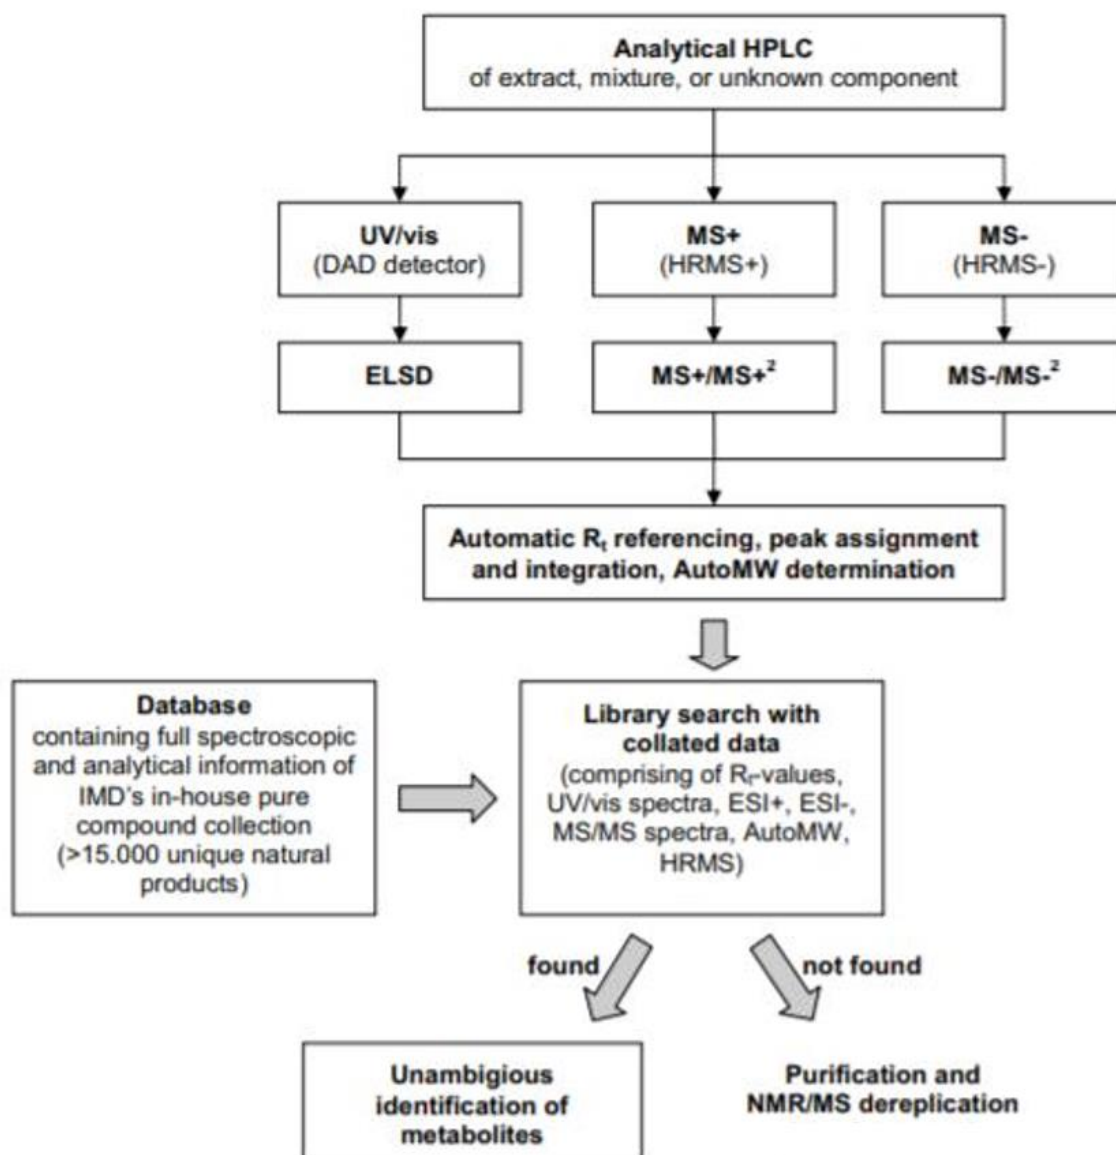 Analytical HPLC
of extract, mixture, or unknown component
UV/vis
(DAD detector)
MS+
(HRMS+)
MS-
(HRMS-)
ELSD
MS+/MS+²
MS-/MS-²
Automatic Rₜ referencing, peak assignment
and integration, AutoMW determination
Database
containing full spectroscopic
and analytical information of
IMD's in-house pure
compound collection
(>15.000 unique natural
products)
Library search with
collated data
(comprising of Rₜ-values,
UV/vis spectra, ESI+, ESI-,
MS/MS spectra, AutoMW,
HRMS)
found
not found
Unambigious
identification of
metabolites
Purification and
NMR/MS dereplication